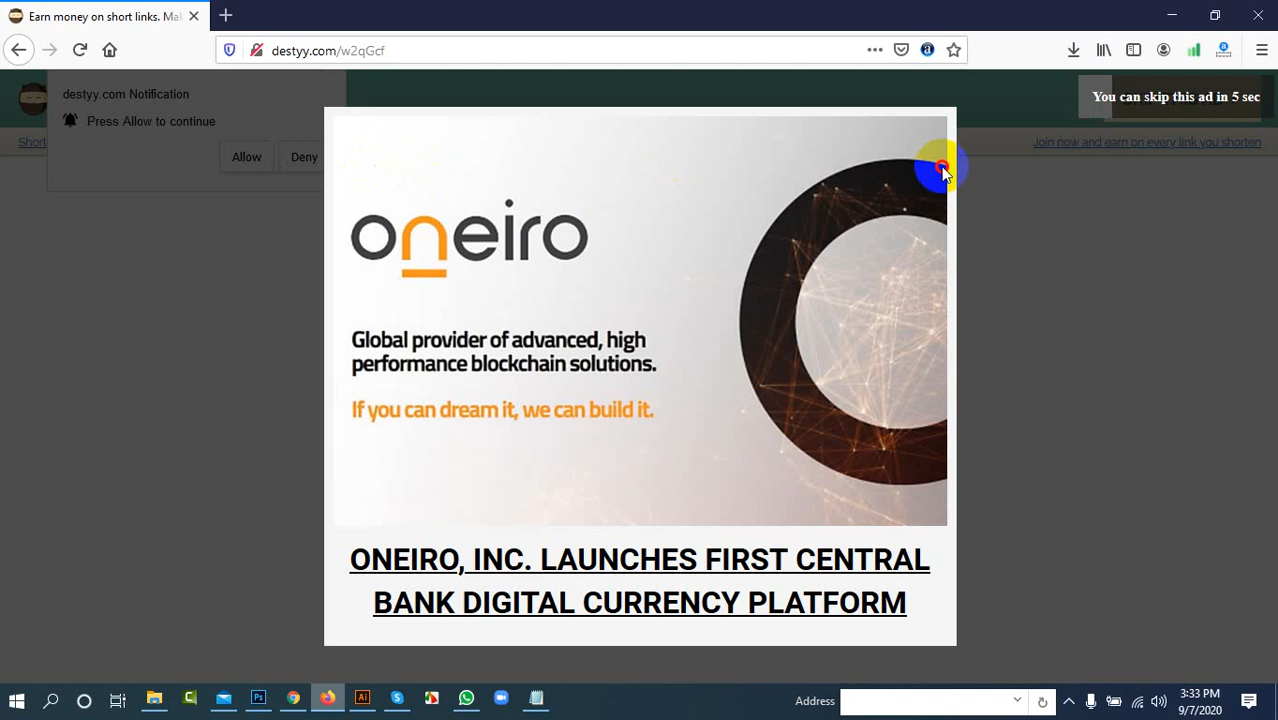 Earn money on short links. Mak
destyy.com/w2qGcf
destyy.com Notification
Press Allow to continue
Allow
Deny
You can skip this ad in 5 sec
Short
Join now and earn on every link you shorten
oneiro
Global provider of advanced, high
performance blockchain solutions.
If you can dream it, we can build it.
ONEIRO, INC. LAUNCHES FIRST CENTRAL
BANK DIGITAL CURRENCY PLATFORM
Address
3:33 PM
9/7/2020